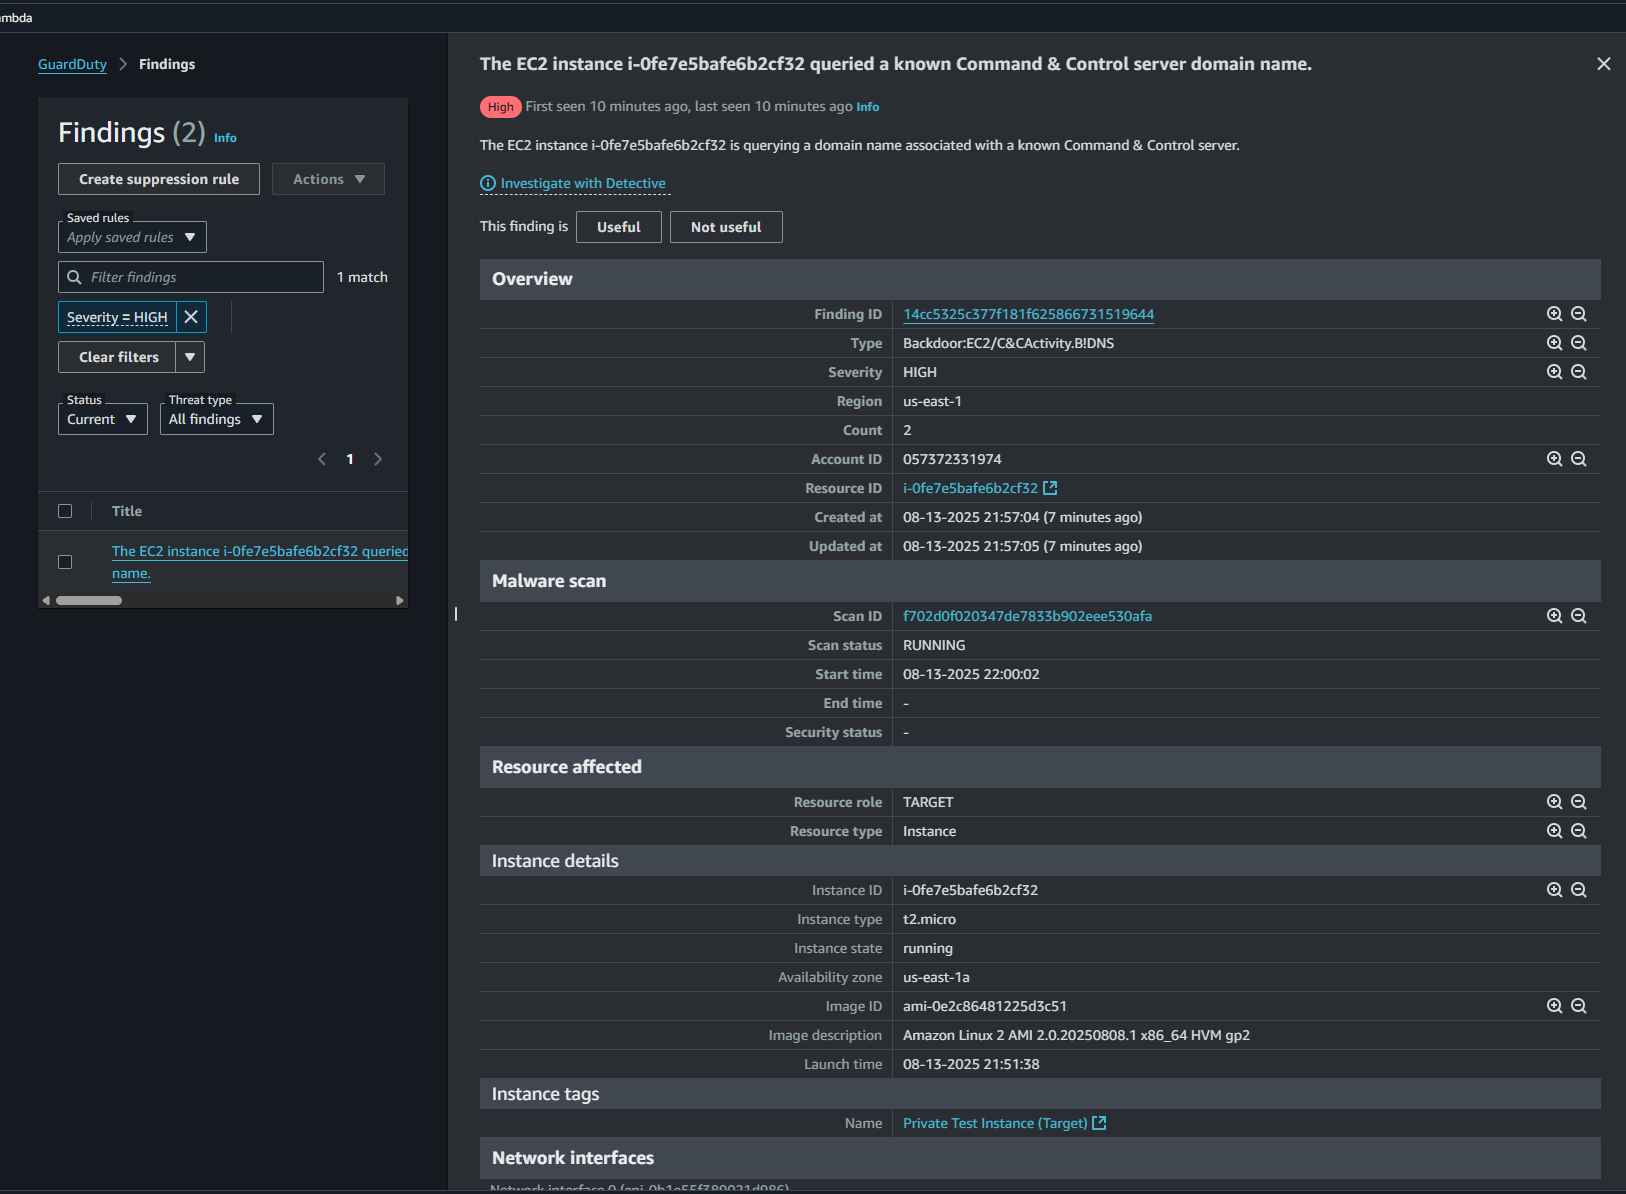 GuardDuty > Findings
Findings (2) Info
Create suppression rule Actions
Saved rules
Apply saved rules
Filter findings 1 match
Severity = HIGH
Clear filters
Status Threat type
Current All findings
1
Title
The EC2 instance i-0fe7e5bafe6b2cf32 queried
name.
The EC2 instance i-0fe7e5bafe6b2cf32 queried a known Command & Control server domain name.
High First seen 10 minutes ago, last seen 10 minutes ago Info
The EC2 instance i-0fe7e5bafe6b2cf32 is querying a domain name associated with a known Command & Control server.
Investigate with Detective
This finding is Useful Not useful
Overview
Finding ID 14cc5325c377f181f625866731519644
Type Backdoor:EC2/C&CActivity.B!DNS
Severity HIGH
Region us-east-1
Count 2
Account ID 057372331974
Resource ID i-0fe7e5bafe6b2cf32
Created at 08-13-2025 21:57:04 (7 minutes ago)
Updated at 08-13-2025 21:57:05 (7 minutes ago)
Malware scan
Scan ID f702d0f020347de7833b902eee530afa
Scan status RUNNING
Start time 08-13-2025 22:00:02
End time -
Security status -
Resource affected
Resource role TARGET
Resource type Instance
Instance details
Instance ID i-0fe7e5bafe6b2cf32
Instance type t2.micro
Instance state running
Availability zone us-east-1a
Image ID ami-0e2c86481225d3c51
Image description Amazon Linux 2 AMI 2.0.20250808.1 x86_64 HVM gp2
Launch time 08-13-2025 21:51:38
Instance tags
Name Private Test Instance (Target)
Network interfaces